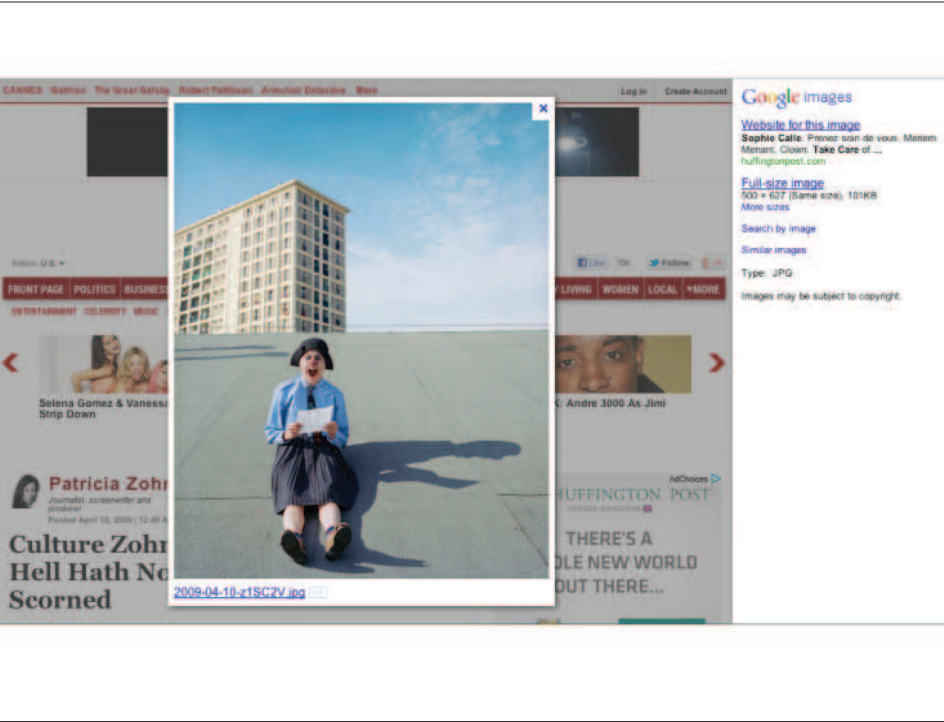 CANNES Batman The Great Gatsby Robert Pattinson Armchair Detective More
Log in Create Account
Edition: U.S.
Like 70K Follow
FRONT PAGE POLITICS BUSINESS
Y LIVING WOMEN LOCAL MORE
ENTERTAINMENT CELEBRITY MUSIC
Selena Gomez & Vanessa
Strip Down
K: Andre 3000 As Jimi
Patricia Zohn
Journalist, screenwriter and
producer
Posted April 10, 2009 | 12:40 A
Culture Zohn
Hell Hath No
Scorned
2009-04-10-z1SC2V.jpg
AdChoices
HUFFINGTON POST
THERE'S A
OLE NEW WORLD
OUT THERE...
Google images
Website for this image
Sophie Calle. Prenez soin de vous. Meriem
Menant. Clown. Take Care of ...
huffingtonpost.com
Full-size image
500 × 627 (Same size), 101KB
More sizes
Search by image
Similar images
Type: JPG
Images may be subject to copyright.